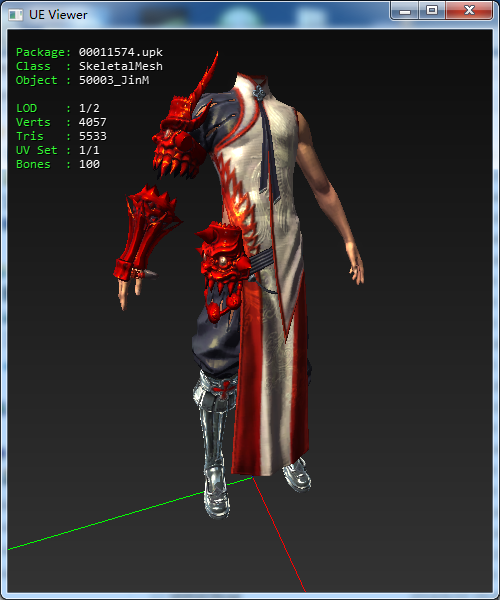 UE Viewer
Package: 00011574.upk
Class : SkeletalMesh
Object : 50003_JinM
LOD : 1/2
Verts : 4057
Tris : 5533
UV Set : 1/1
Bones : 100